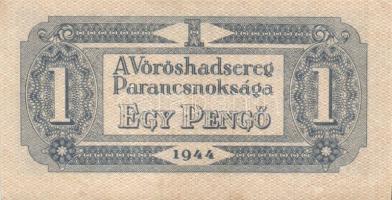 1
1 A Vöröshadsereg 1
Parancsnoksága
EGY PENGŐ
1944